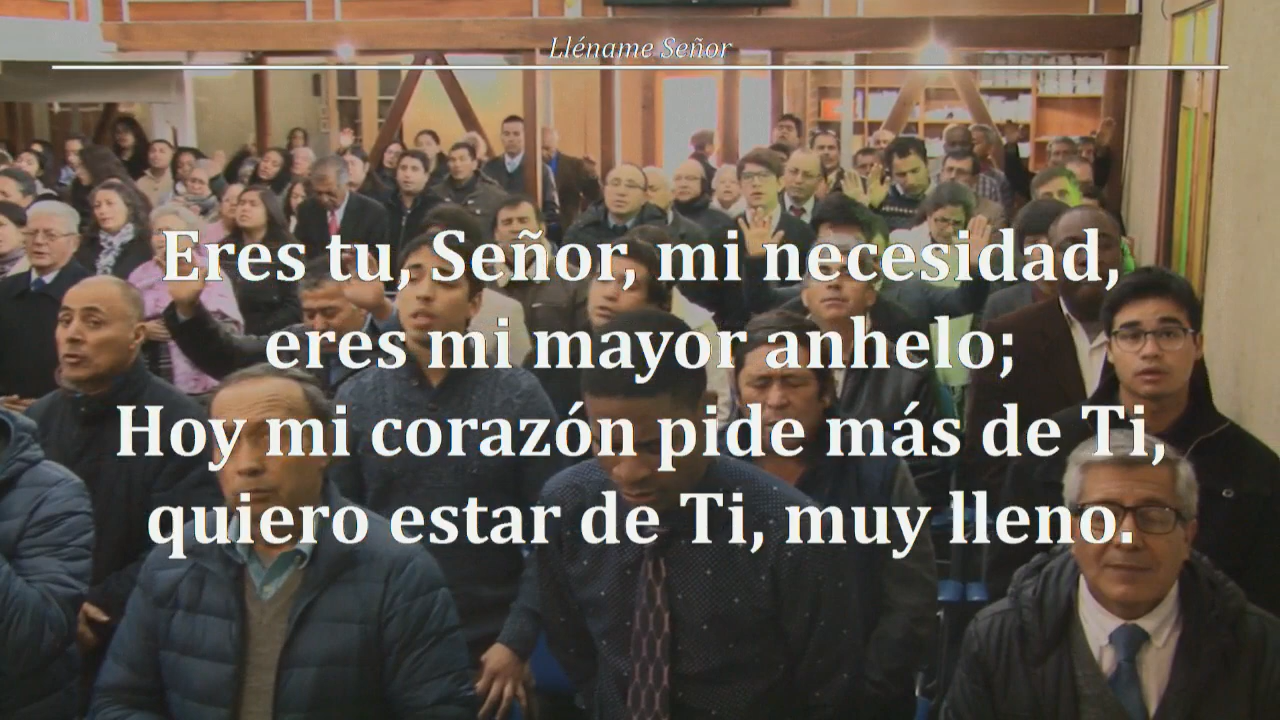 Lléname Señor
Eres tu, Señor, mi necesidad,
eres mi mayor anhelo;
Hoy mi corazón pide más de Ti,
quiero estar de Ti, muy lleno.